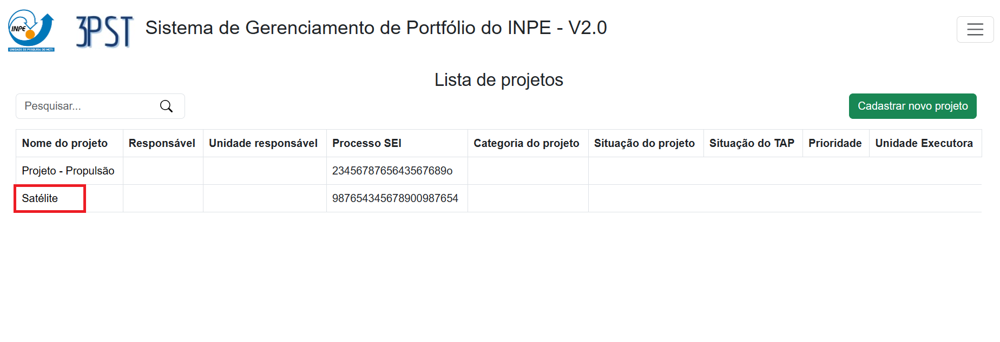 INPE
UNIDADE DE PESQUISA DO MCTI
3PST
Sistema de Gerenciamento de Portfólio do INPE - V2.0
Lista de projetos
Pesquisar...
Cadastrar novo projeto
Nome do projeto Responsável Unidade responsável Processo SEI Categoria do projeto Situação do projeto Situação do TAP Prioridade Unidade Executora
Projeto - Propulsão 2345678765643567689o
Satélite 987654345678900987654